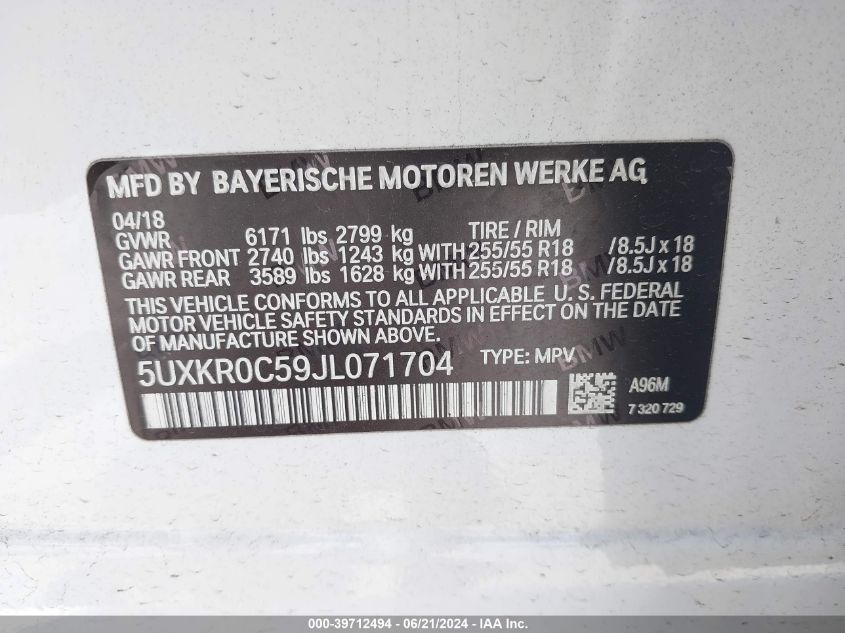 MFD BY BAYERISCHE MOTOREN WERKE AG
04/18
GVWR 6171 lbs 2799 kg TIRE / RIM
GAWR FRONT 2740 lbs 1243 kg WITH 255/55 R18 /8.5J x 18
GAWR REAR 3589 lbs 1628 kg WITH 255/55 R18 /8.5J x 18
THIS VEHICLE CONFORMS TO ALL APPLICABLE U. S. FEDERAL
MOTOR VEHICLE SAFETY STANDARDS IN EFFECT ON THE DATE
OF MANUFACTURE SHOWN ABOVE.
5UXKR0C59JL071704 TYPE: MPV
A96M
7 320 729
000-39712494 - 06/21/2024 - IAA Inc.